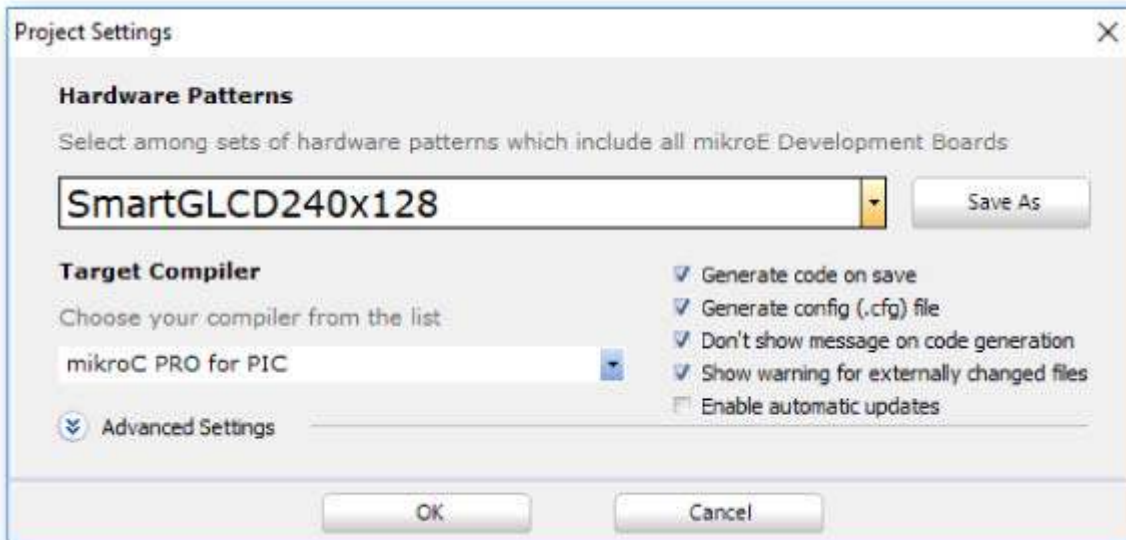 Project Settings
Hardware Patterns
Select among sets of hardware patterns which include all mikroE Development Boards
SmartGLCD240x128
Save As
Target Compiler
Choose your compiler from the list
mikroC PRO for PIC
Generate code on save
Generate config (.cfg) file
Don't show message on code generation
Show warning for externally changed files
Enable automatic updates
Advanced Settings
OK
Cancel